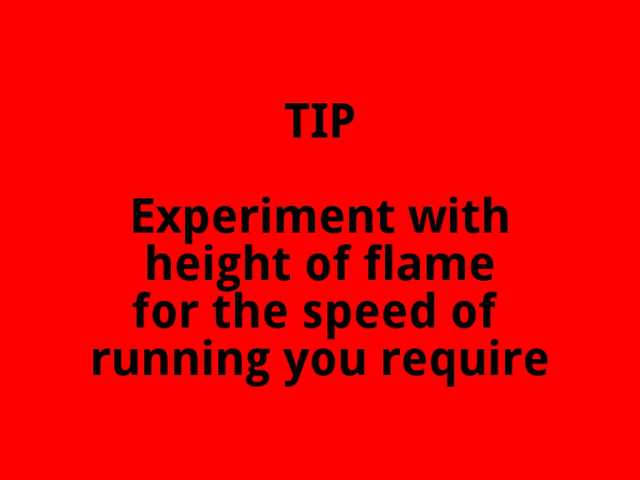 TIP
Experiment with
height of flame
for the speed of
running you require